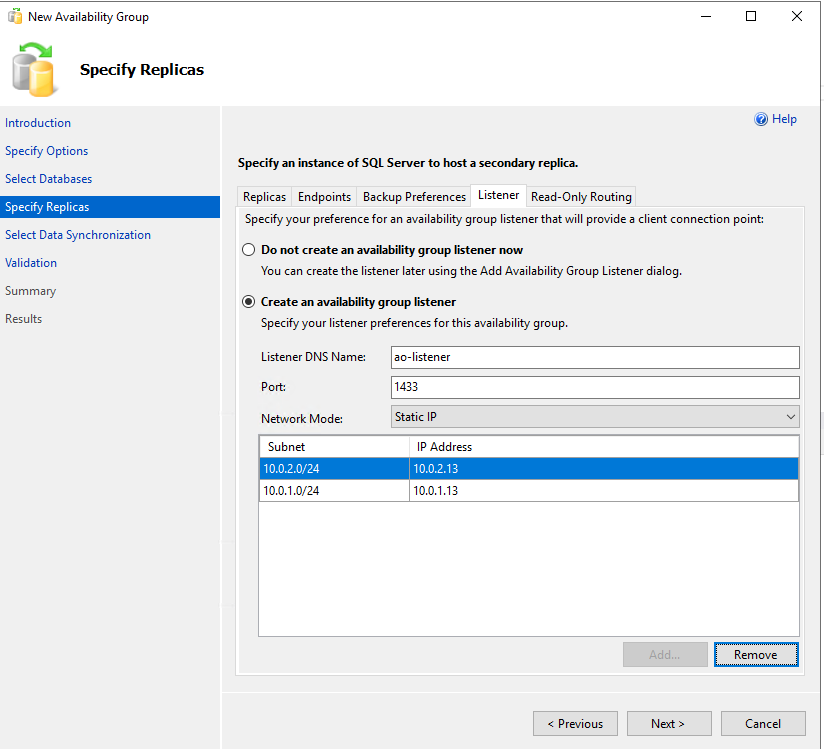 New Availability Group
Specify Replicas
Help
Introduction
Specify Options
Select Databases
Specify Replicas
Select Data Synchronization
Validation
Summary
Results
Specify an instance of SQL Server to host a secondary replica.
Replicas Endpoints Backup Preferences Listener Read-Only Routing
Specify your preference for an availability group listener that will provide a client connection point:
Do not create an availability group listener now
You can create the listener later using the Add Availability Group Listener dialog.
Create an availability group listener
Specify your listener preferences for this availability group.
Listener DNS Name: ao-listener
Port: 1433
Network Mode: Static IP
Subnet IP Address
10.0.2.0/24 10.0.2.13
10.0.1.0/24 10.0.1.13
Add... Remove
< Previous Next > Cancel